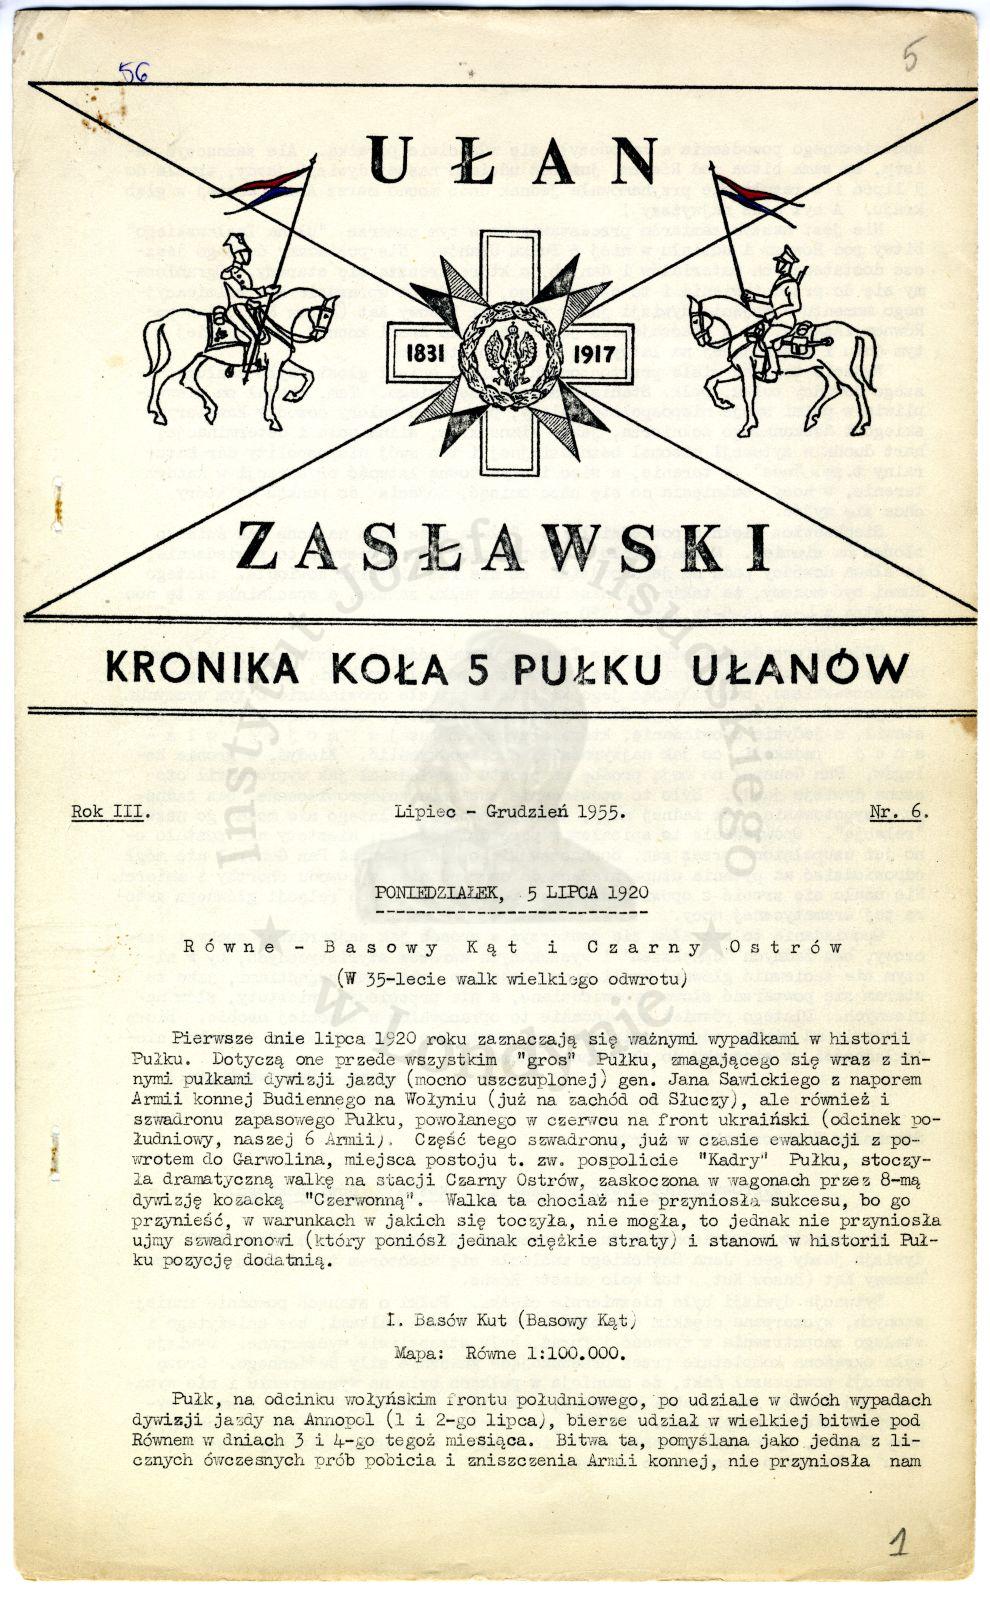 56
5
UŁAN
1831 1917
ZASŁAWSKI
KRONIKA KOŁA 5 PUŁKU UŁANÓW
Rok III. Lipiec - Grudzień 1955. Nr. 6.
PONIEDZIAŁEK, 5 LIPCA 1920
Równe - Basowy Kąt i Czarny Ostrów
(W 35-lecie walk wielkiego odwrotu)
Pierwsze dnie lipca 1920 roku zaznaczają się ważnymi wypadkami w historii
Pułku. Dotyczą one przede wszystkim "gros" Pułku, zmagającego się wraz z in-
nymi pułkami dywizji jazdy (mocno uszczuplonej) gen. Jana Sawickiego z naporem
Armii konnej Budiennego na Wołyniu (już na zachód od Słuczy), ale również i
szwadronu zapasowego Pułku, powołanego w czerwcu na front ukraiński (odcinek po-
łudniowy, naszej 6 Armii). Część tego szwadronu, już w czasie ewakuacji z po-
wrotem do Garwolina, miejsca postoju t. zw. pospolicie "Kadry" Pułku, stoczy-
ła dramatyczną walkę na stacji Czarny Ostrów, zaskoczona w wagonach przez 8-mą
dywizję kozacką "Czerwonną". Walka ta chociaż nie przyniosła sukcesu, bo go
przynieść, w warunkach w jakich się toczyła, nie mogła, to jednak nie przyniosła
ujmy szwadronowi (który poniósł jednak ciężkie straty) i stanowi w historii Puł-
ku pozycję dodatnią.
I. Basów Kut (Basowy Kąt)
Mapa: Równe 1:100.000.
Pułk, na odcinku wołyńskim frontu południowego, po udziale w dwóch wypadach
dywizji jazdy na Annopol (1 i 2-go lipca), bierze udział w wielkiej bitwie pod
Równem w dniach 3 i 4-go tegoż miesiąca. Bitwa ta, pomyślana jako jedna z li-
cznych ówczesnych prób pobicia i zniszczenia Armii konnej, nie przyniosła nam
1
Instytut Józefa Piłsudskiego
w Londynie